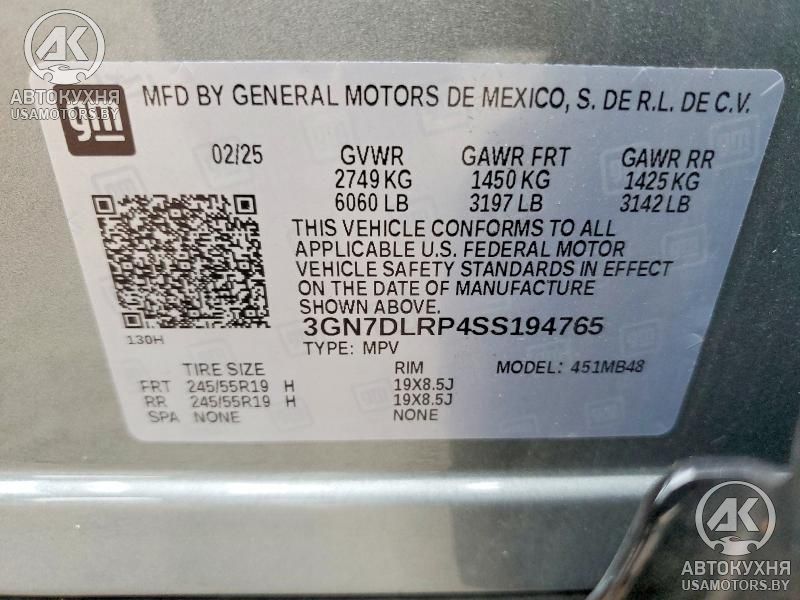 АК
АВТОКУХНЯ
USAMOTORS.BY
gm
MFD BY GENERAL MOTORS DE MEXICO, S. DE R.L. DE C.V.
02/25 GVWR GAWR FRT GAWR RR
2749 KG 1450 KG 1425 KG
6060 LB 3197 LB 3142 LB
THIS VEHICLE CONFORMS TO ALL
APPLICABLE U.S. FEDERAL MOTOR
VEHICLE SAFETY STANDARDS IN EFFECT
ON THE DATE OF MANUFACTURE
SHOWN ABOVE.
3GN7DLRP4SS194765
130H
TYPE: MPV MODEL: 451MB48
TIRE SIZE RIM
FRT 245/55R19 H 19X8.5J
RR 245/55R19 H 19X8.5J
SPA NONE NONE
АК
АВТОКУХНЯ
USAMOTORS.BY